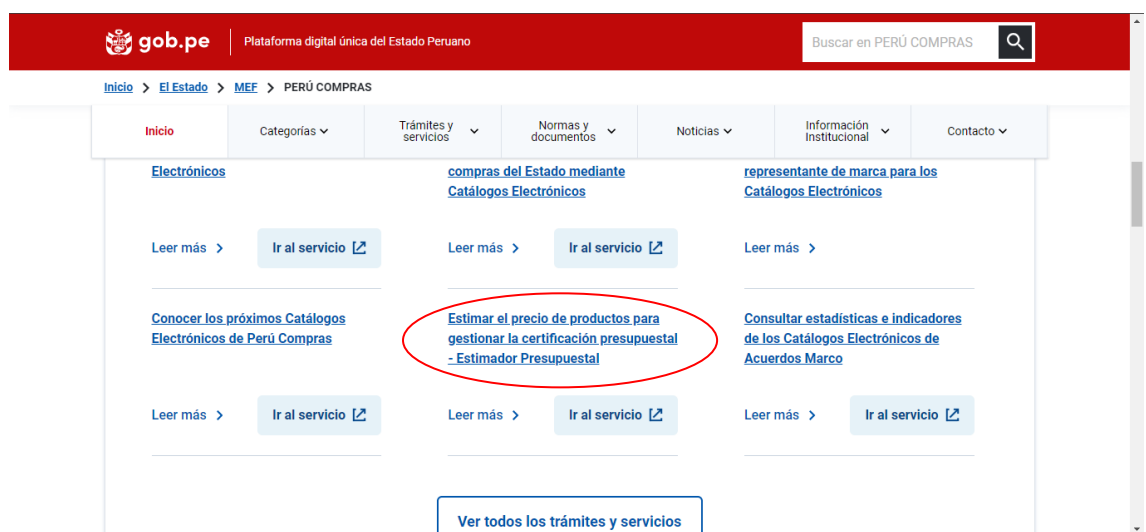 gob.pe
Plataforma digital única del Estado Peruano
Buscar en PERÚ COMPRAS
Inicio > El Estado > MEF > PERÚ COMPRAS
Inicio
Categorías
Trámites y
servicios
Normas y
documentos
Noticias
Información
Institucional
Contacto
Electrónicos
compras del Estado mediante
Catálogos Electrónicos
representante de marca para los
Catálogos Electrónicos
Leer más >
Ir al servicio
Leer más >
Ir al servicio
Leer más >
Conocer los próximos Catálogos
Electrónicos de Perú Compras
Estimar el precio de productos para
gestionar la certificación presupuestal
- Estimador Presupuestal
Consultar estadísticas e indicadores
de los Catálogos Electrónicos de
Acuerdos Marco
Leer más >
Ir al servicio
Leer más >
Ir al servicio
Leer más >
Ir al servicio
Ver todos los trámites y servicios